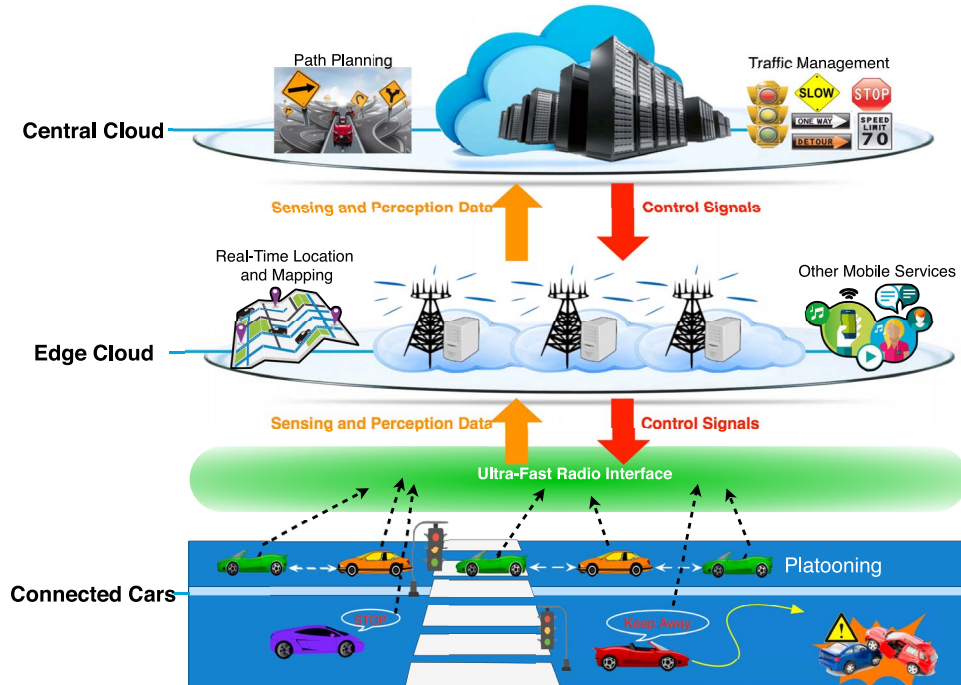 Path Planning
Traffic Management
SLOW
STOP
ONE WAY
SPEED
LIMIT
70
DETOUR
Central Cloud
Sensing and Perception Data
Control Signals
Real-Time Location
and Mapping
Other Mobile Services
Edge Cloud
Sensing and Perception Data
Control Signals
Ultra-Fast Radio Interface
Platooning
Connected Cars
STOP
Keep Away